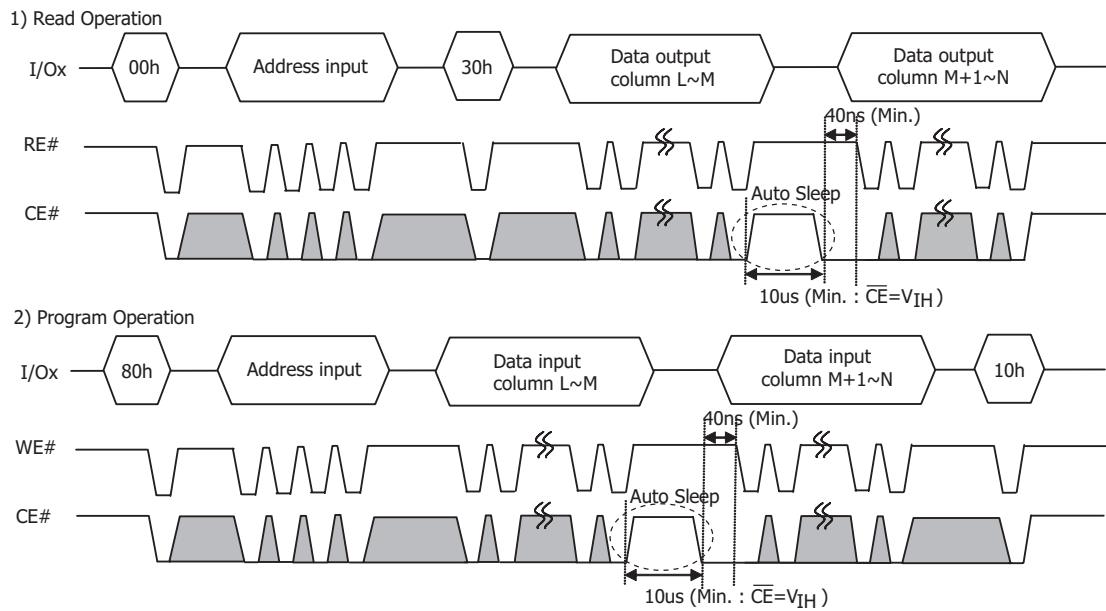 1) Read Operation
I/Ox
00h
Address input
30h
Data output
column L~M
Data output
column M+1~N
40ns (Min.)
RE#
Auto Sleep
CE#
10us (Min. : CE=VIH )
2) Program Operation
I/Ox
80h
Address input
Data input
column L~M
Data input
column M+1~N
10h
40ns (Min.)
WE#
Auto Sleep
CE#
10us (Min. : CE=VIH )